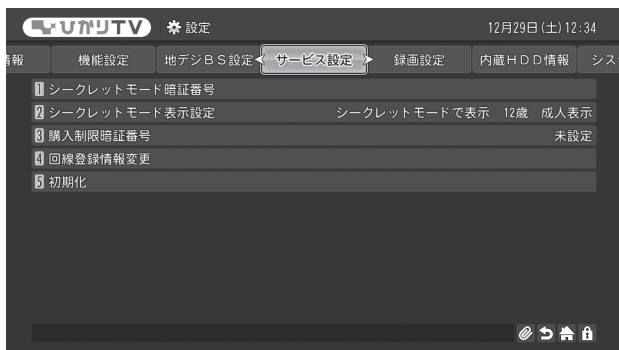 ひかりTV 設定 12月29日(土)12:34
情報 機能設定 地デジBS設定 サービス設定 録画設定 内蔵HDD情報 シス
1 シークレットモード暗証番号
2 シークレットモード表示設定 シークレットモードで表示 12歳 成人表示
3 購入制限暗証番号 未設定
4 回線登録情報変更
5 初期化